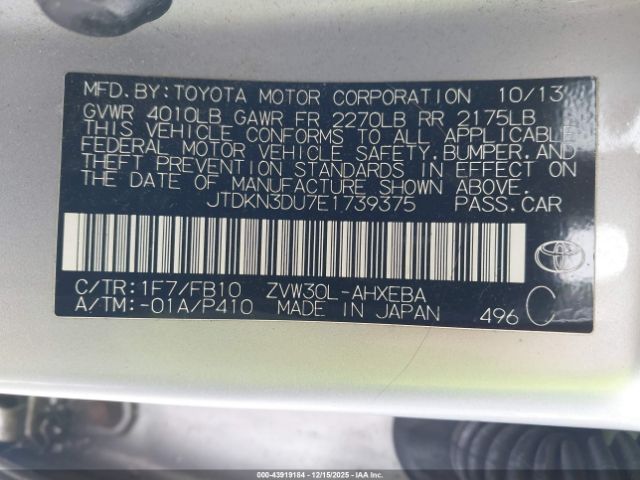 MFD.BY:TOYOTA MOTOR CORPORATION 10/13
GVWR 4010LB GAWR FR 2270LB RR 2175LB
THIS VEHICLE CONFORMS TO ALL APPLICABLE
FEDERAL MOTOR VEHICLE SAFETY,BUMPER,AND
THEFT PREVENTION STANDARDS IN EFFECT ON
THE DATE OF MANUFACTURE SHOWN ABOVE.
JTDKN3DU7E1739375 PASS.CAR
C/TR:1F7/FB10 ZVW30L-AHXEBA
A/TM:-01A/P410 MADE IN JAPAN 496 C
000-43919164 - 12/15/2025 - IAAI.COM